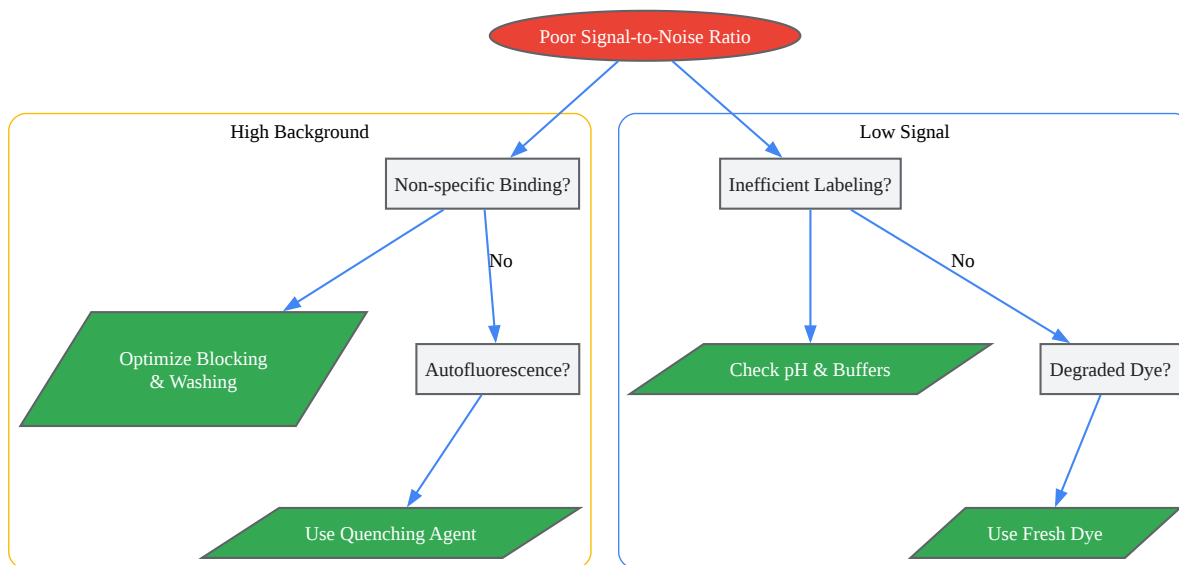 Poor Signal-to-Noise Ratio
High Background
Low Signal
Non-specific Binding?
Inefficient Labeling?
No
No
Optimize Blocking
& Washing
Autofluorescence?
Check pH & Buffers
Degraded Dye?
Use Quenching Agent
Use Fresh Dye